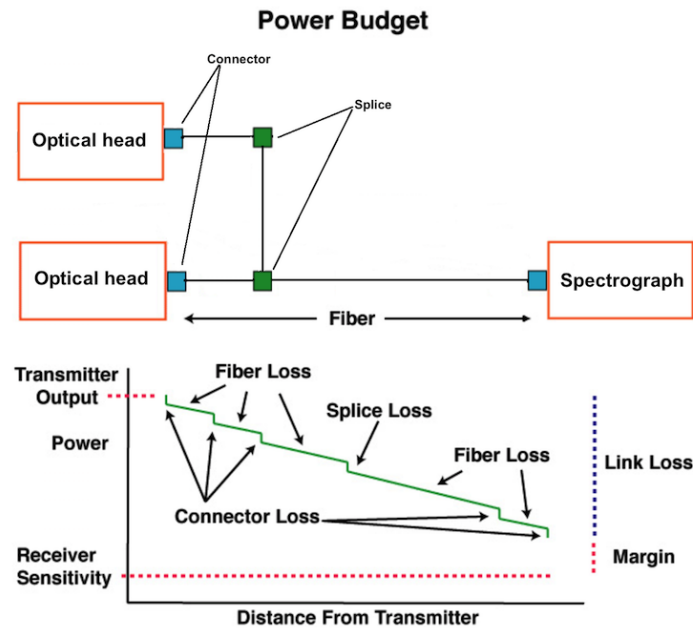 Power Budget
Connector
Splice
Optical head
Optical head
Spectrograph
Fiber
Transmitter
Output
Fiber Loss
Splice Loss
Power
Fiber Loss
Link Loss
Connector Loss
Receiver
Sensitivity
Margin
Distance From Transmitter